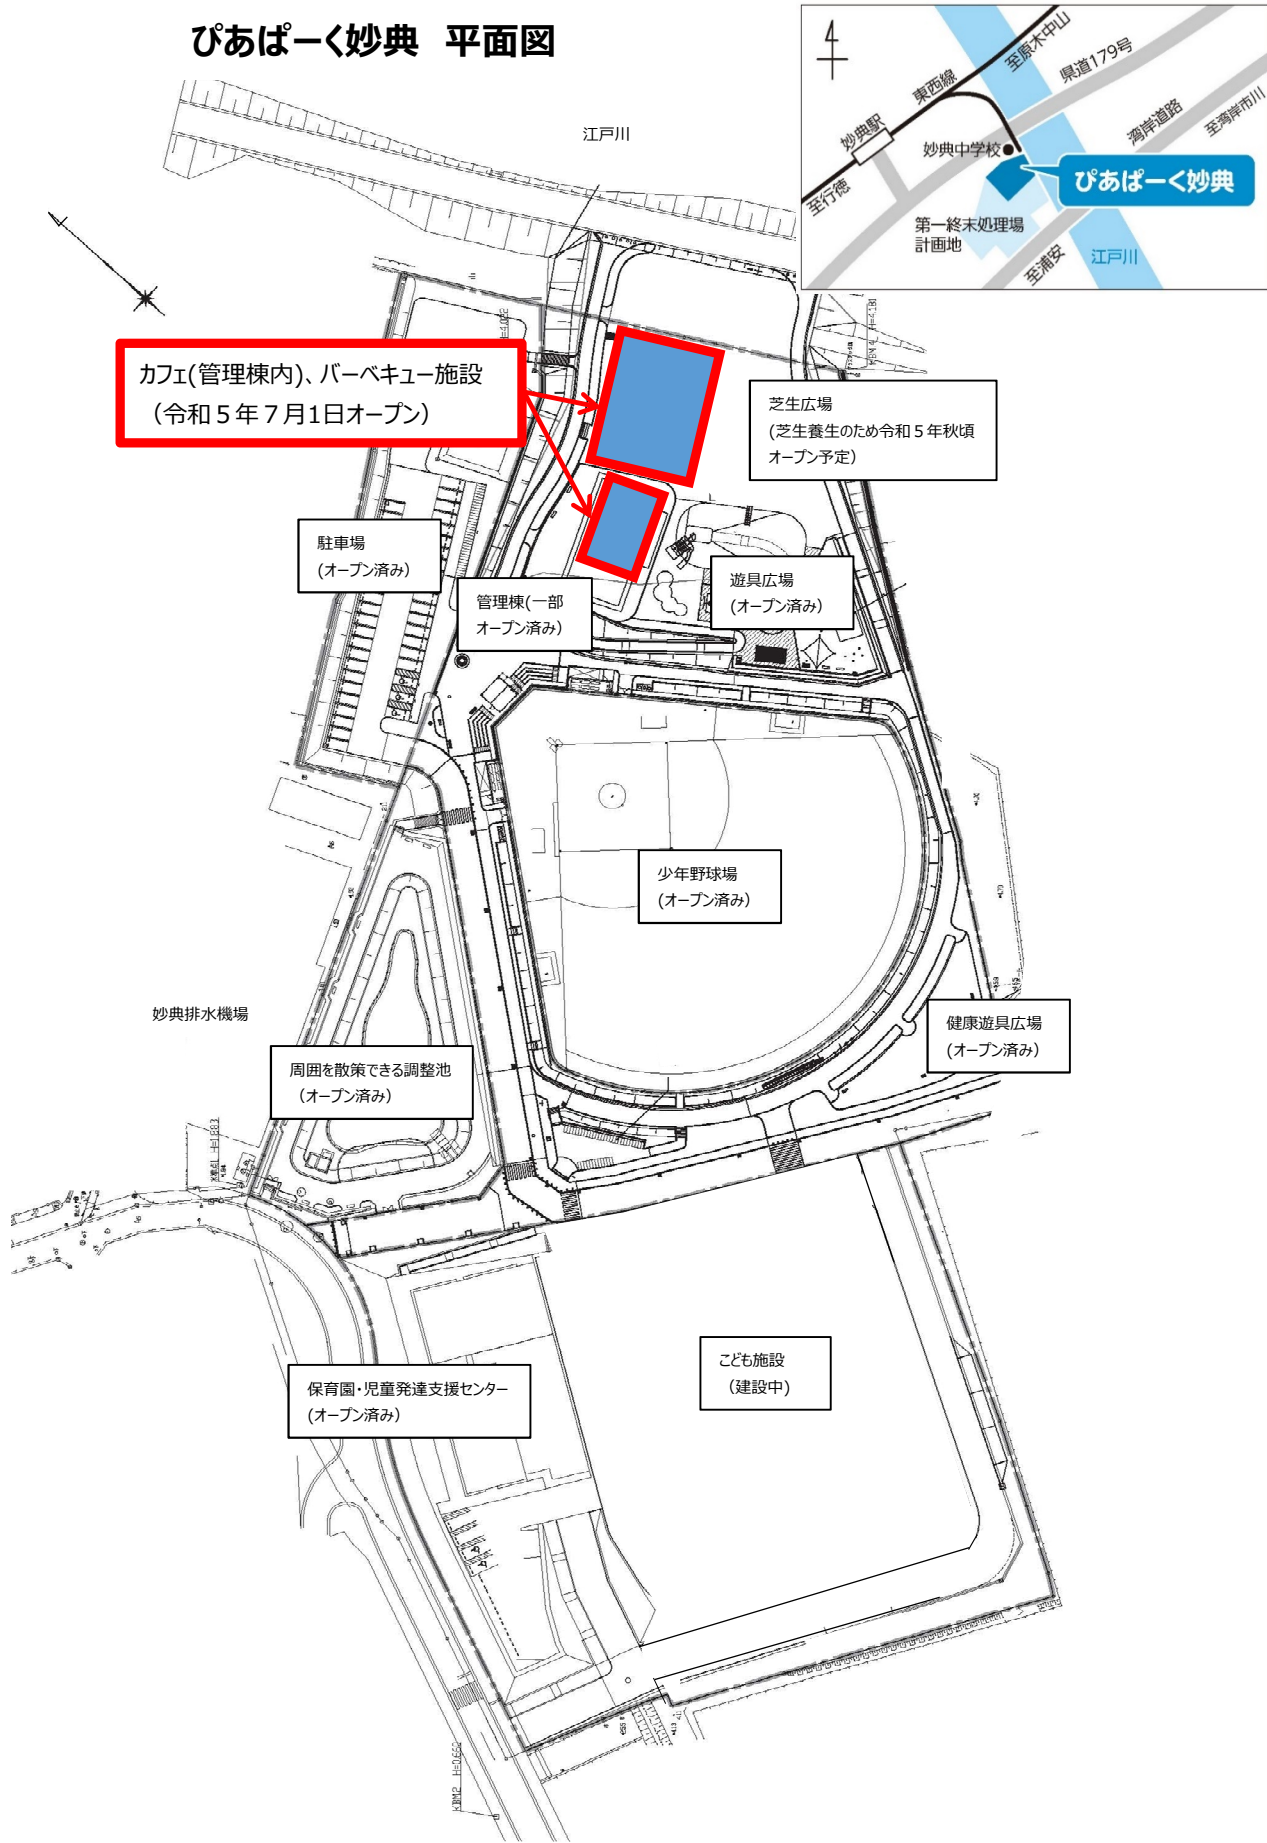 ぴあぱーく妙典 平面図
至原木中山
東西線
県道179号
妙典駅
妙典中学校
湾岸道路
至湾岸市川
ぴあぱーく妙典
至行徳
第一終末処理場
計画地
至浦安
江戸川
江戸川
カフェ(管理棟内)、バーベキュー施設
（令和５年７月1日オープン）
芝生広場
(芝生養生のため令和５年秋頃
オープン予定）
駐車場
(オープン済み）
管理棟(一部
オープン済み）
遊具広場
(オープン済み）
少年野球場
(オープン済み）
妙典排水機場
健康遊具広場
(オープン済み）
周囲を散策できる調整池
（オープン済み）
こども施設
（建設中）
保育園・児童発達支援センター
(オープン済み）
KBM.2 H=0.662